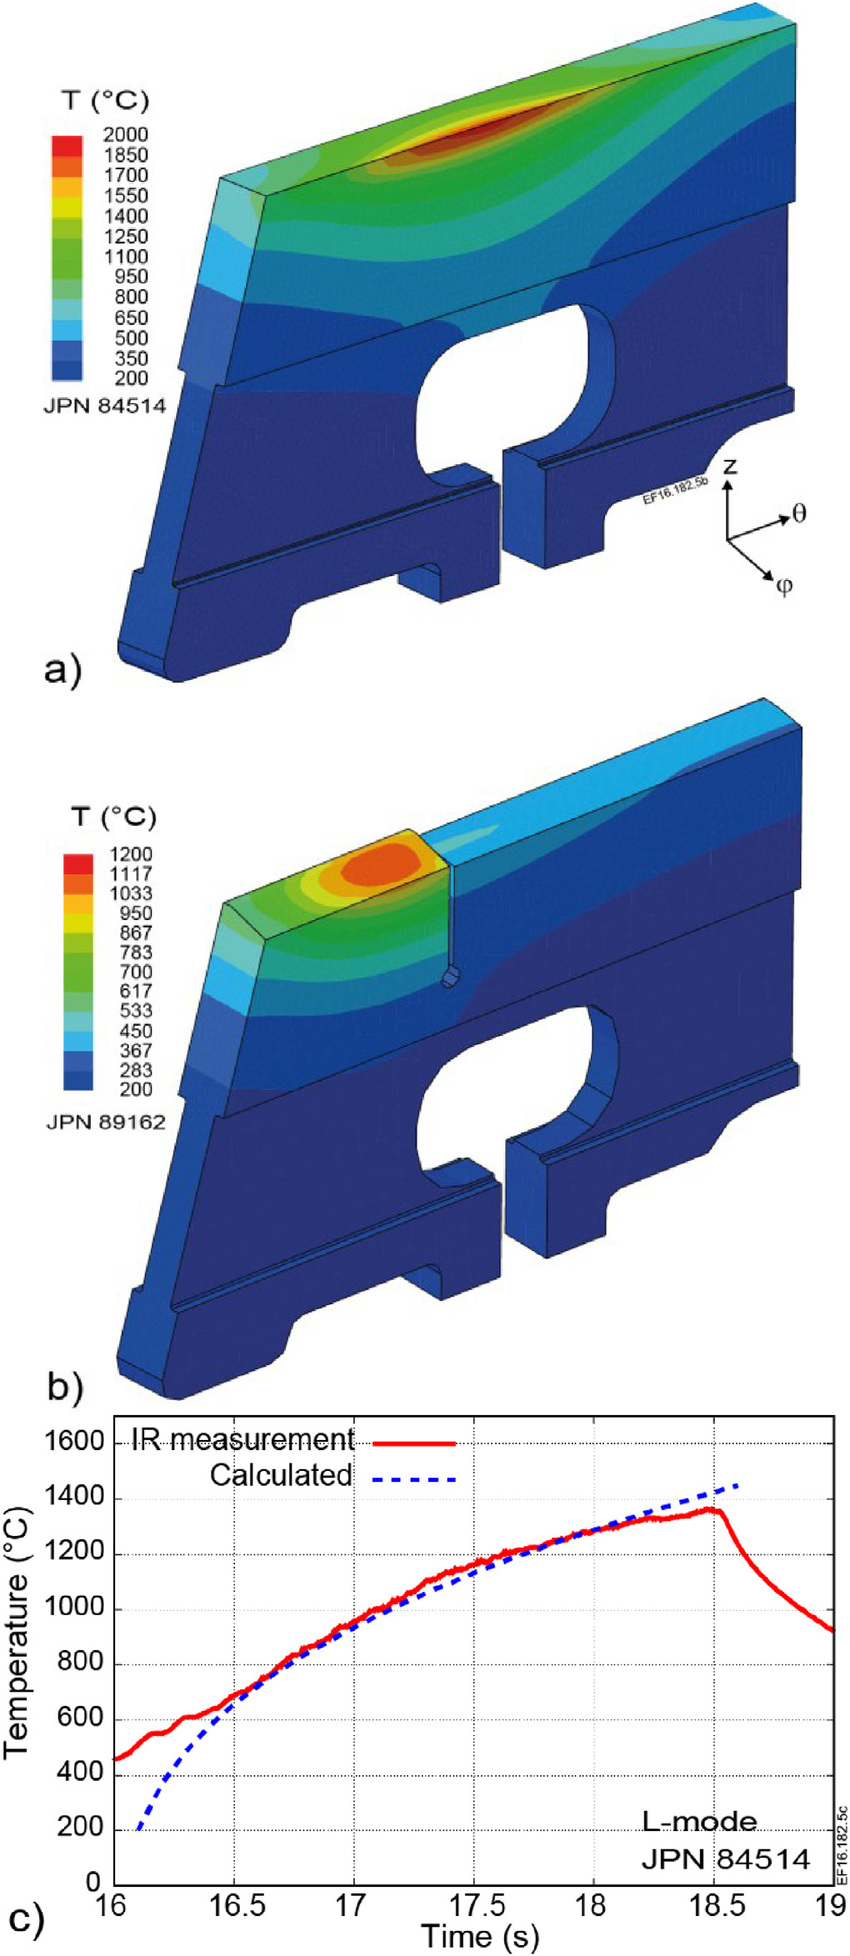 T (°C)
2000
1850
1700
1550
1400
1250
1100
950
800
650
500
350
200
JPN 84514
EF16.182.5b
z
θ
φ
a)
T (°C)
1200
1117
1033
950
867
783
700
617
533
450
367
283
200
JPN 89162
b)
1600
1400
1200
1000
800
600
400
200
0
Temperature (°C)
IR measurement
Calculated
L-mode
JPN 84514
EF16.182.5c
16
16.5
17
17.5
18
18.5
19
Time (s)
c)